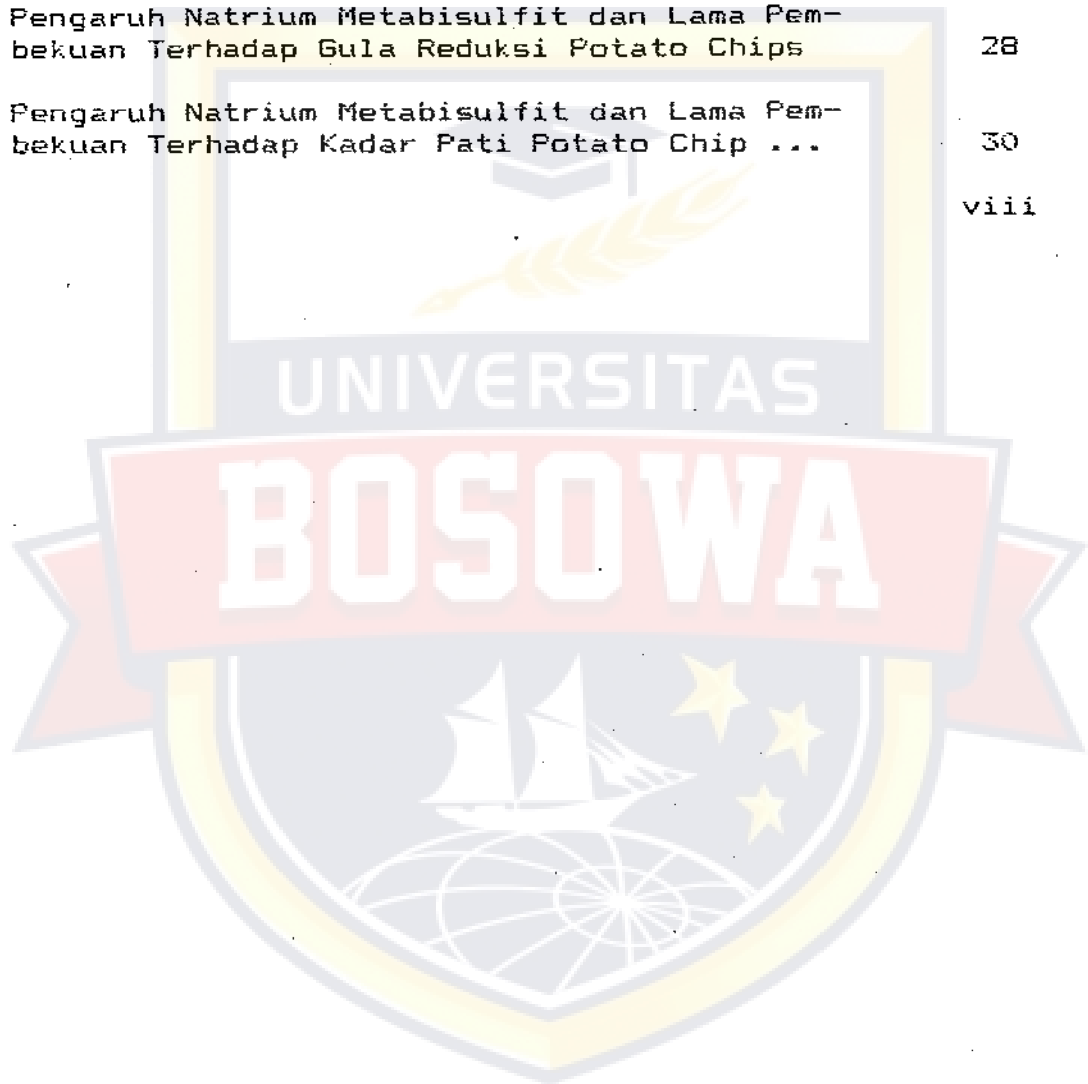 Pengaruh Natrium Metabisulfit dan Lama Pem-
bekuan Terhadap Gula Reduksi Potato Chips 28
Pengaruh Natrium Metabisulfit dan Lama Pem-
bekuan Terhadap Kadar Pati Potato Chip ... 30
viii
UNIVERSITAS
BOSOWA